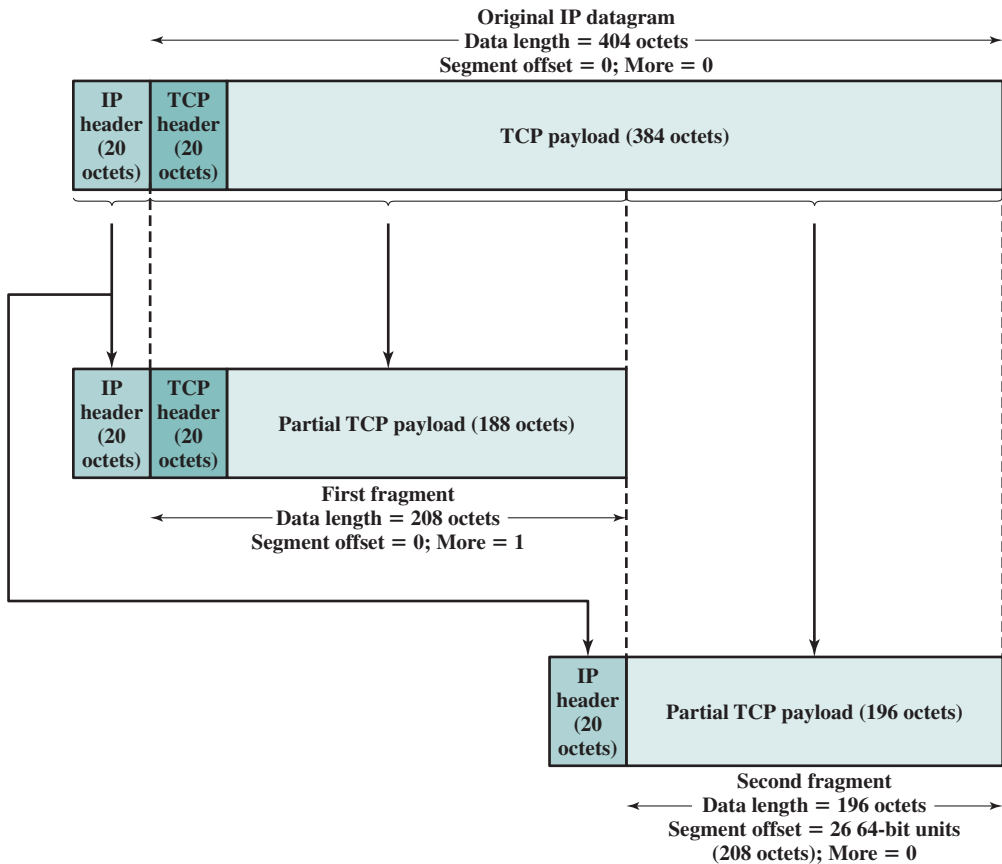 Original IP datagram
Data length = 404 octets
Segment offset = 0; More = 0
IP
header
(20
octets)
TCP
header
(20
octets)
TCP payload (384 octets)
IP
header
(20
octets)
TCP
header
(20
octets)
Partial TCP payload (188 octets)
First fragment
Data length = 208 octets
Segment offset = 0; More = 1
IP
header
(20
octets)
Partial TCP payload (196 octets)
Second fragment
Data length = 196 octets
Segment offset = 26 64-bit units
(208 octets); More = 0